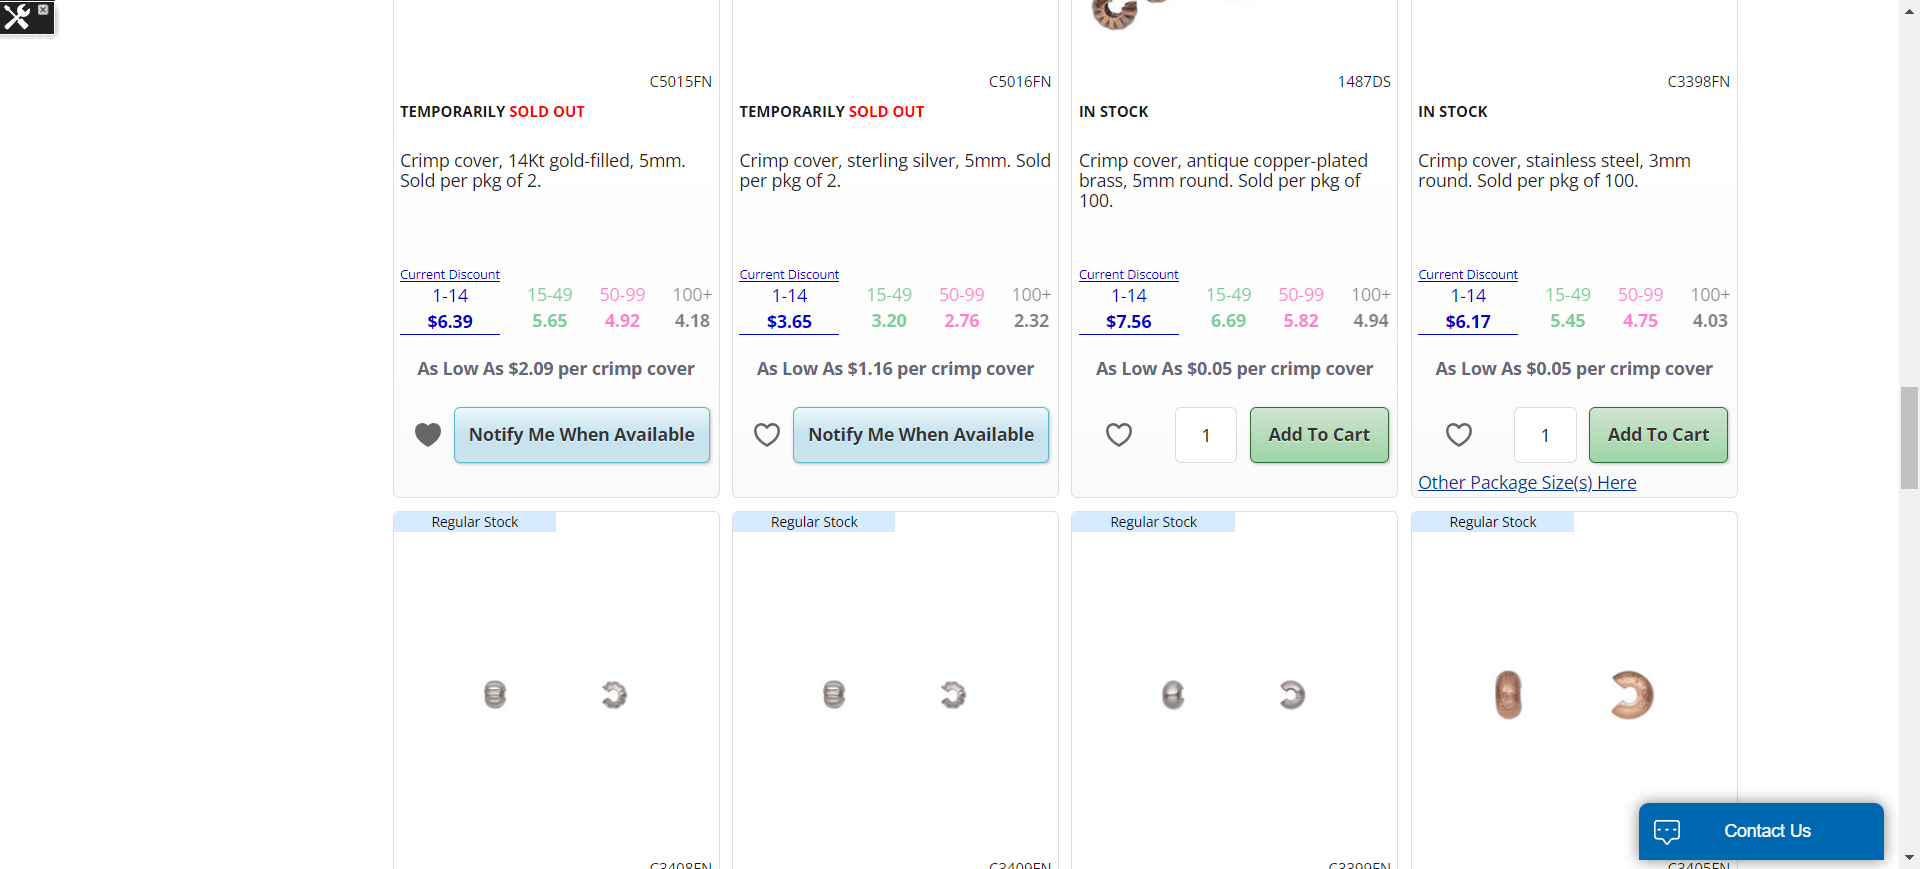 C5015FN
TEMPORARILY SOLD OUT
Crimp cover, 14Kt gold-filled, 5mm.
Sold per pkg of 2.
Current Discount
1-14 15-49 50-99 100+
$6.39 5.65 4.92 4.18
As Low As $2.09 per crimp cover
Notify Me When Available
C5016FN
TEMPORARILY SOLD OUT
Crimp cover, sterling silver, 5mm. Sold
per pkg of 2.
Current Discount
1-14 15-49 50-99 100+
$3.65 3.20 2.76 2.32
As Low As $1.16 per crimp cover
Notify Me When Available
1487DS
IN STOCK
Crimp cover, antique copper-plated
brass, 5mm round. Sold per pkg of
100.
Current Discount
1-14 15-49 50-99 100+
$7.56 6.69 5.82 4.94
As Low As $0.05 per crimp cover
1 Add To Cart
C3398FN
IN STOCK
Crimp cover, stainless steel, 3mm
round. Sold per pkg of 100.
Current Discount
1-14 15-49 50-99 100+
$6.17 5.45 4.75 4.03
As Low As $0.05 per crimp cover
1 Add To Cart
Other Package Size(s) Here
Regular Stock
C3408FN
Regular Stock
C3409FN
Regular Stock
C3399FN
Regular Stock
C3405FN
Contact Us